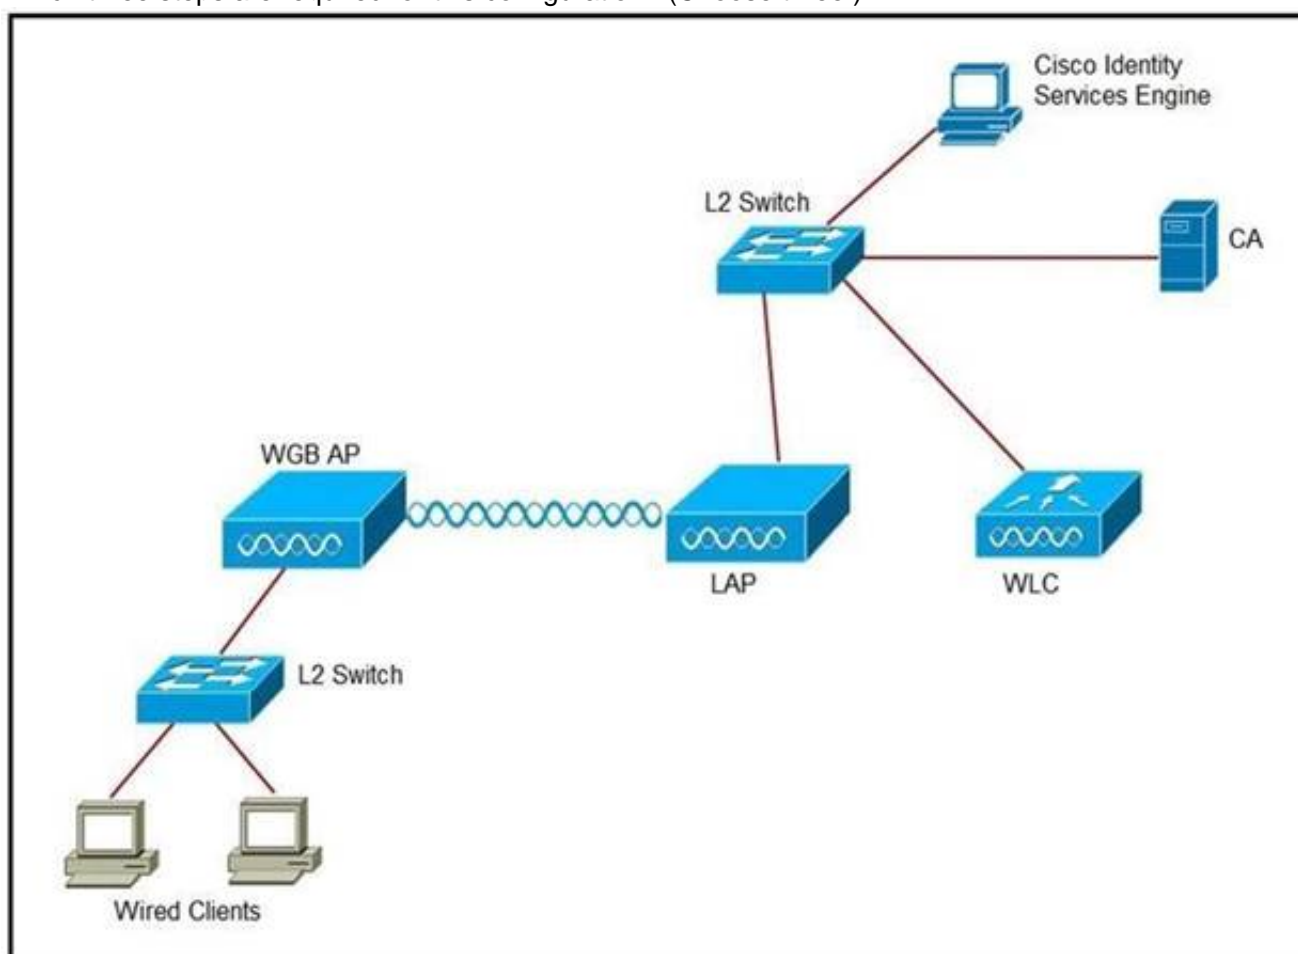 Cisco Identity
Services Engine
L2 Switch
CA
WGB AP
LAP
WLC
L2 Switch
Wired Clients